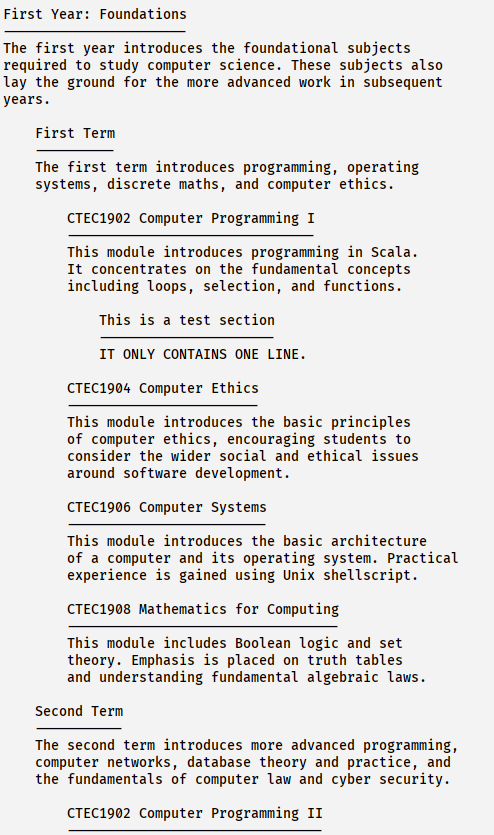 First Year: Foundations
The first year introduces the foundational subjects
required to study computer science. These subjects also
lay the ground for the more advanced work in subsequent
years.
First Term
The first term introduces programming, operating
systems, discrete maths, and computer ethics.
CTEC1902 Computer Programming I
This module introduces programming in Scala.
It concentrates on the fundamental concepts
including loops, selection, and functions.
This is a test section
IT ONLY CONTAINS ONE LINE.
CTEC1904 Computer Ethics
This module introduces the basic principles
of computer ethics, encouraging students to
consider the wider social and ethical issues
around software development.
CTEC1906 Computer Systems
This module introduces the basic architecture
of a computer and its operating system. Practical
experience is gained using Unix shellscript.
CTEC1908 Mathematics for Computing
This module includes Boolean logic and set
theory. Emphasis is placed on truth tables
and understanding fundamental algebraic laws.
Second Term
The second term introduces more advanced programming,
computer networks, database theory and practice, and
the fundamentals of computer law and cyber security.
CTEC1902 Computer Programming II